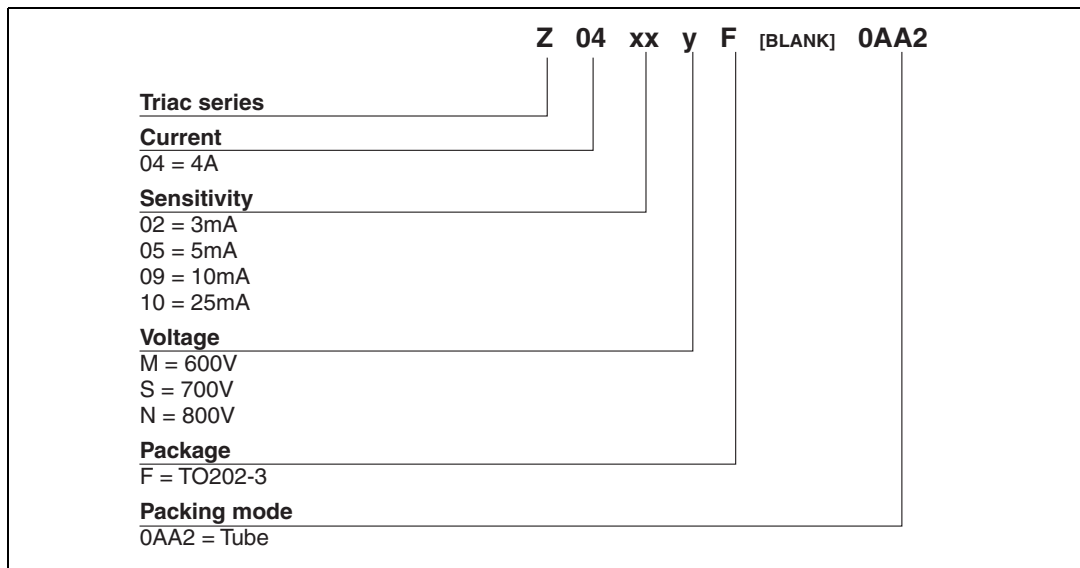 Z 04 xx y F [BLANK] 0AA2
Triac series
Current
04 = 4A
Sensitivity
02 = 3mA
05 = 5mA
09 = 10mA
10 = 25mA
Voltage
M = 600V
S = 700V
N = 800V
Package
F = TO202-3
Packing mode
0AA2 = Tube